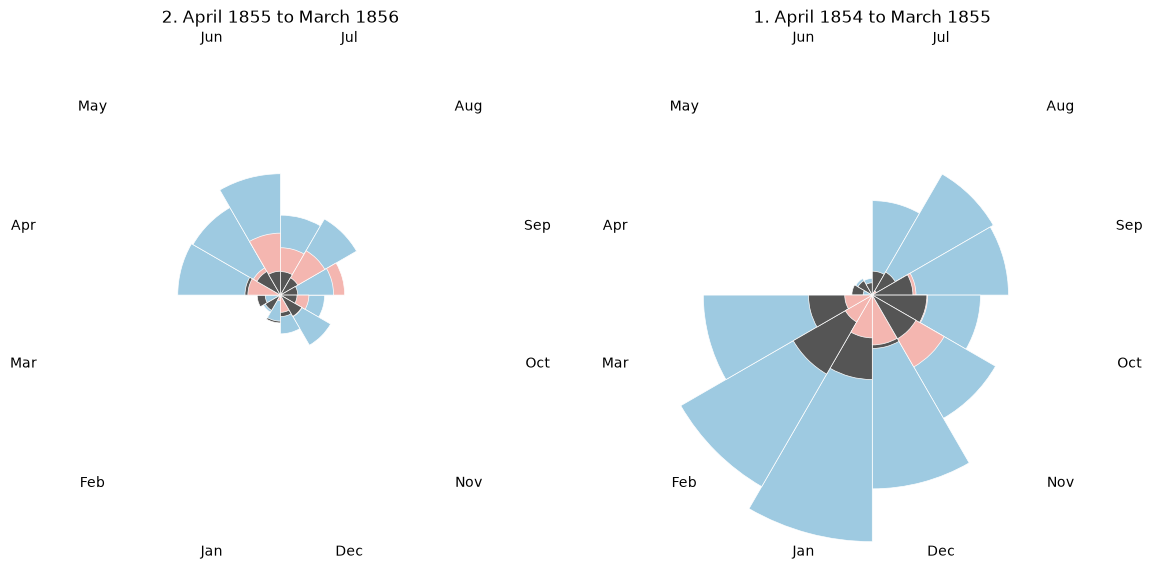 2. April 1855 to March 1856
Jun
Jul
May
Aug
Apr
Sep
Mar
Oct
Feb
Nov
Jan
Dec
1. April 1854 to March 1855
Jun
Jul
May
Aug
Apr
Sep
Mar
Oct
Feb
Nov
Jan
Dec